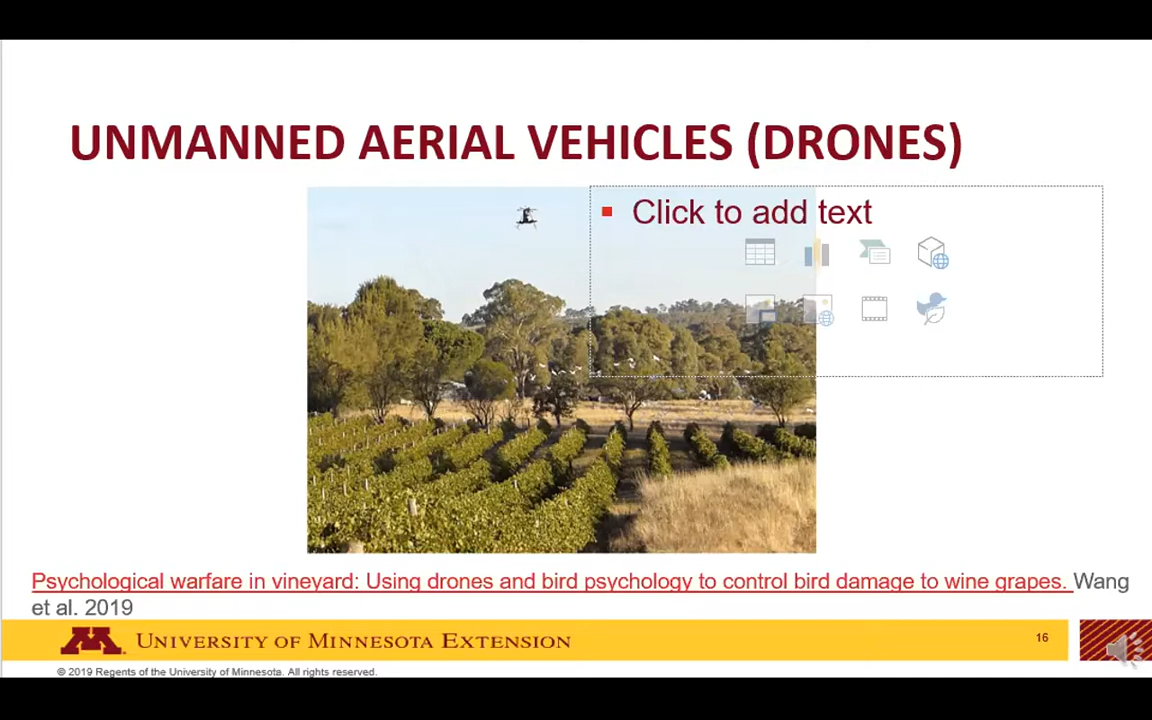 UNMANNED AERIAL VEHICLES (DRONES)
Click to add text
Psychological warfare in vineyard: Using drones and bird psychology to control bird damage to wine grapes. Wang
et al. 2019
UNIVERSITY OF MINNESOTA EXTENSION
16
© 2019 Regents of the University of Minnesota. All rights reserved.